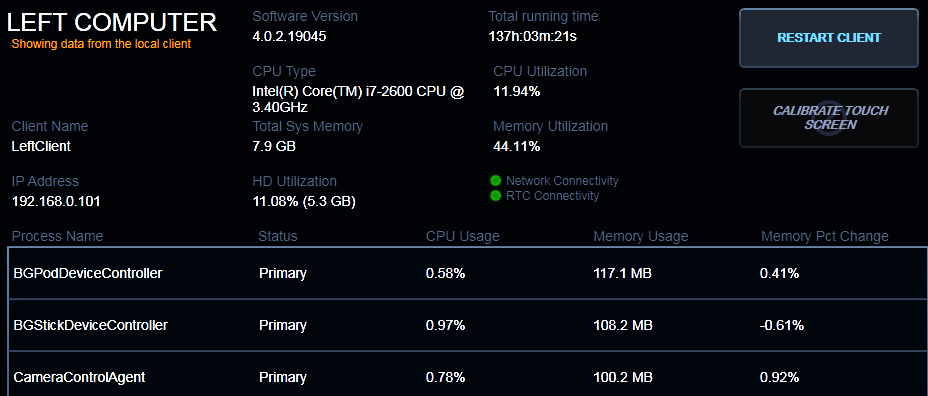 LEFT COMPUTER
Showing data from the local client
Software Version
4.0.2.19045
Total running time
137h:03m:21s
RESTART CLIENT
CPU Type
Intel(R) Core(TM) i7-2600 CPU @
3.40GHz
CPU Utilization
11.94%
CALIBRATE TOUCH
SCREEN
Client Name
LeftClient
Total Sys Memory
7.9 GB
Memory Utilization
44.11%
IP Address
192.168.0.101
HD Utilization
11.08% (5.3 GB)
Network Connectivity
RTC Connectivity
Process Name Status CPU Usage Memory Usage Memory Pct Change
BGPodDeviceController Primary 0.58% 117.1 MB 0.41%
BGStickDeviceController Primary 0.97% 108.2 MB -0.61%
CameraControlAgent Primary 0.78% 100.2 MB 0.92%